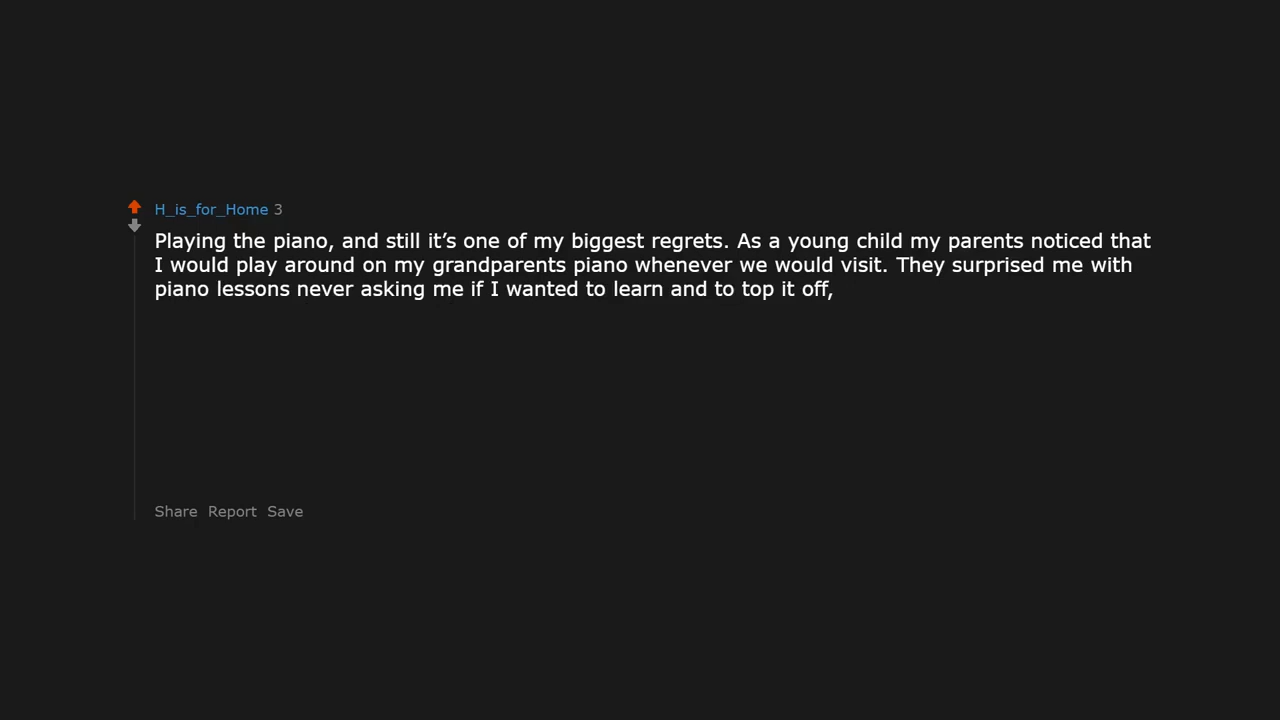 H_is_for_Home 3
Playing the piano, and still it’s one of my biggest regrets. As a young child my parents noticed that
I would play around on my grandparents piano whenever we would visit. They surprised me with
piano lessons never asking me if I wanted to learn and to top it off,
Share Report Save